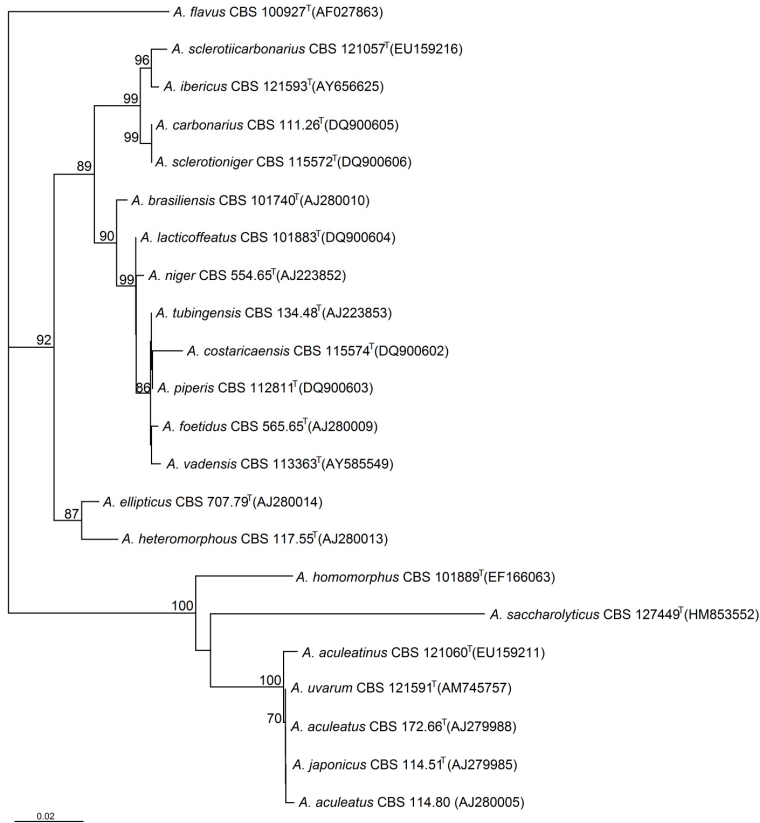 A. flavus CBS 100927T(AF027863)
A. sclerotiicarbonarius CBS 121057T(EU159216)
96
A. ibericus CBS 121593T(AY656625)
99
A. carbonarius CBS 111.26T(DQ900605)
99
A. sclerotioniger CBS 115572T(DQ900606)
89
A. brasiliensis CBS 101740T(AJ280010)
90
A. lacticoffeatus CBS 101883T(DQ900604)
99
A. niger CBS 554.65T(AJ223852)
A. tubingensis CBS 134.48T(AJ223853)
92
A. costaricaensis CBS 115574T(DQ900602)
86
A. piperis CBS 112811T(DQ900603)
A. foetidus CBS 565.65T(AJ280009)
A. vadensis CBS 113363T(AY585549)
A. ellipticus CBS 707.79T(AJ280014)
87
A. heteromorphous CBS 117.55T(AJ280013)
A. homomorphus CBS 101889T(EF166063)
100
A. saccharolyticus CBS 127449T(HM853552)
A. aculeatinus CBS 121060T(EU159211)
100
A. uvarum CBS 121591T(AM745757)
70
A. aculeatus CBS 172.66T(AJ279988)
A. japonicus CBS 114.51T(AJ279985)
A. aculeatus CBS 114.80 (AJ280005)
0.02